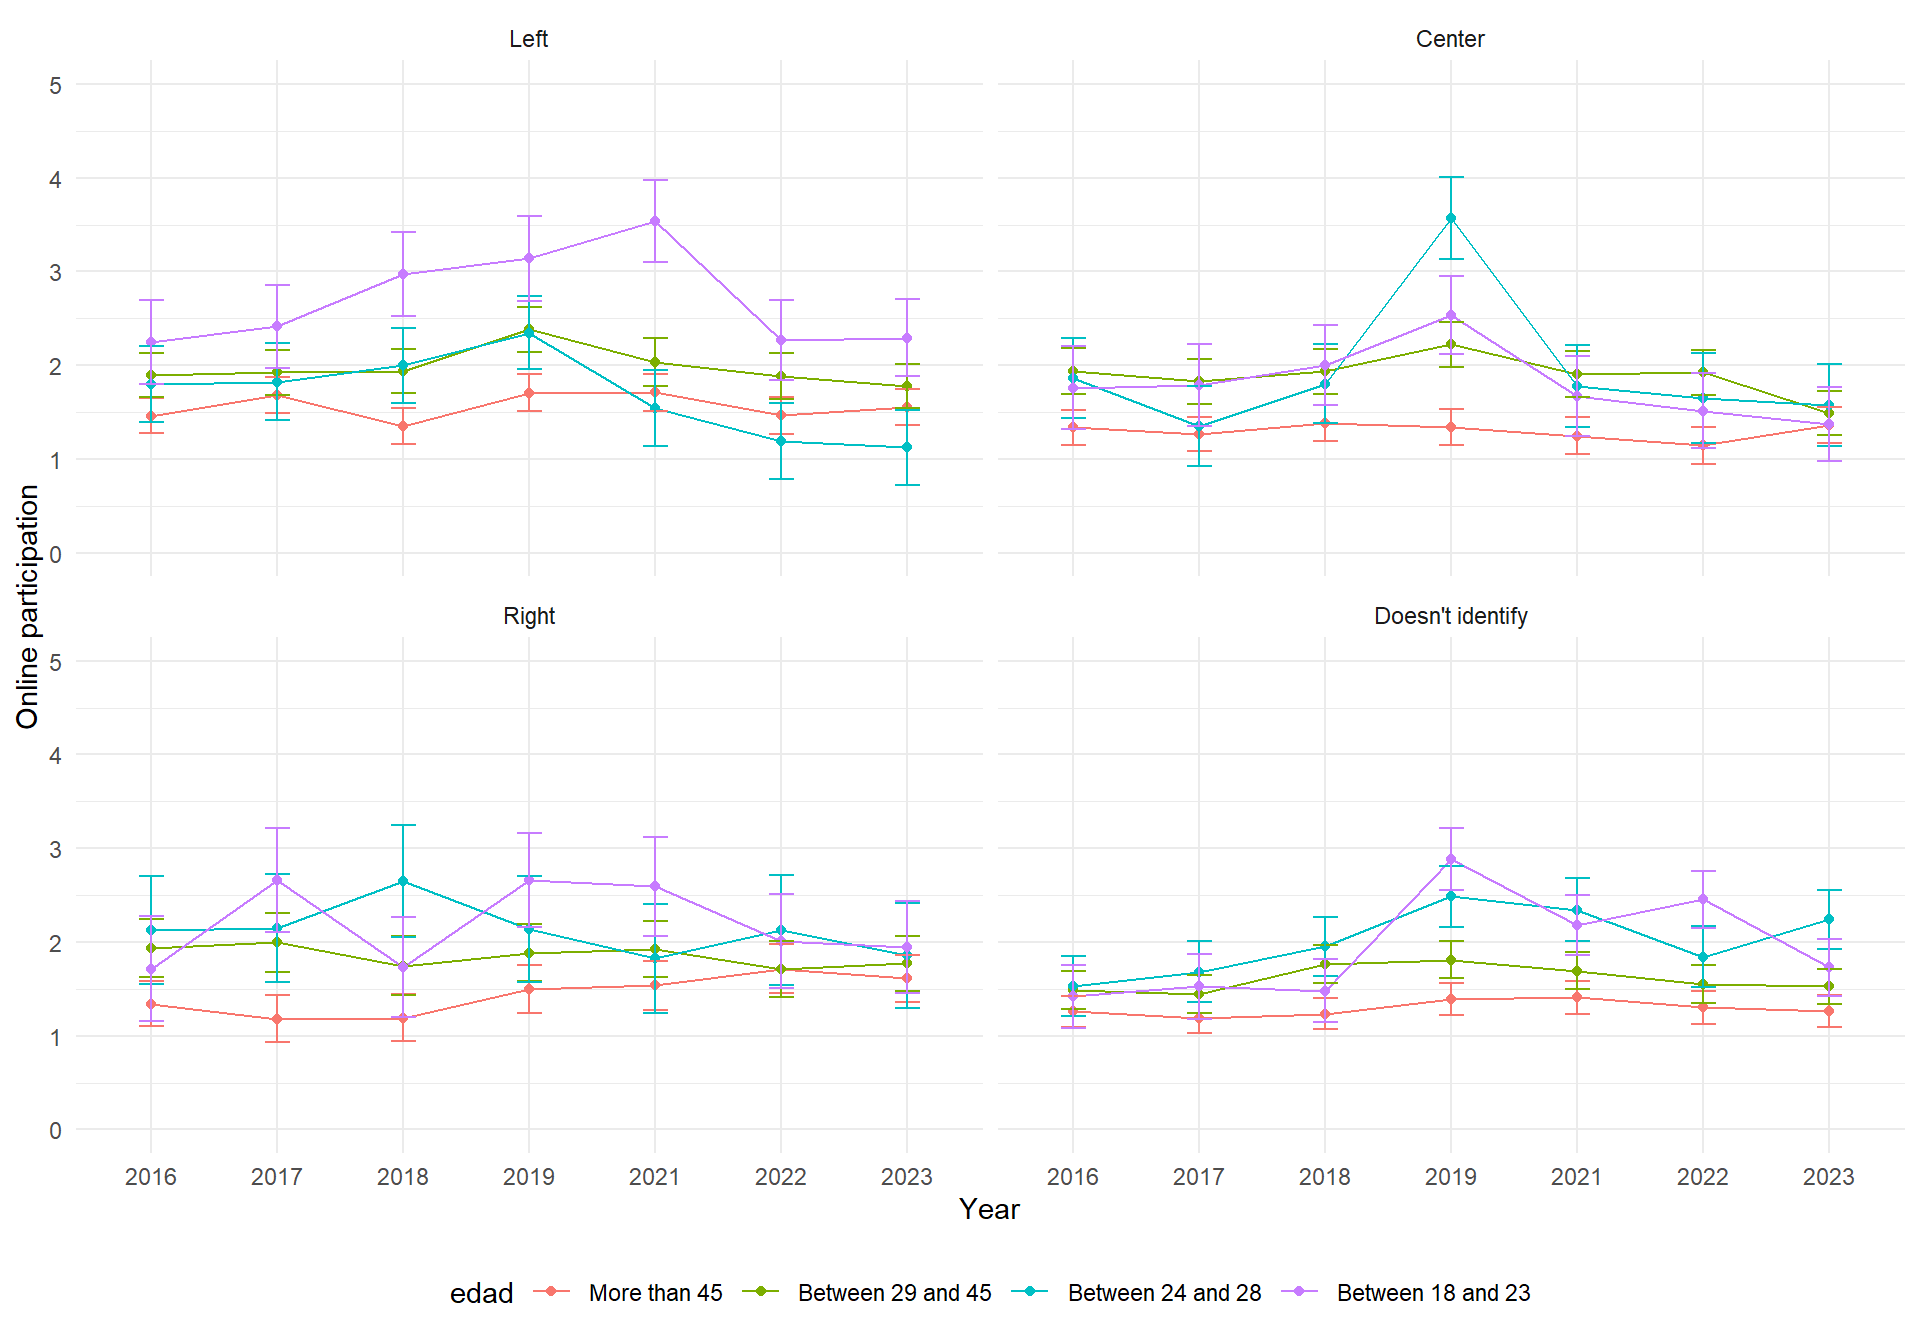 Left
Center
5
4
3
2
1
0
Right
Doesn't identify
5
4
3
2
1
0
Online participation
2016 2017 2018 2019 2021 2022 2023
2016 2017 2018 2019 2021 2022 2023
Year
edad More than 45 Between 29 and 45 Between 24 and 28 Between 18 and 23